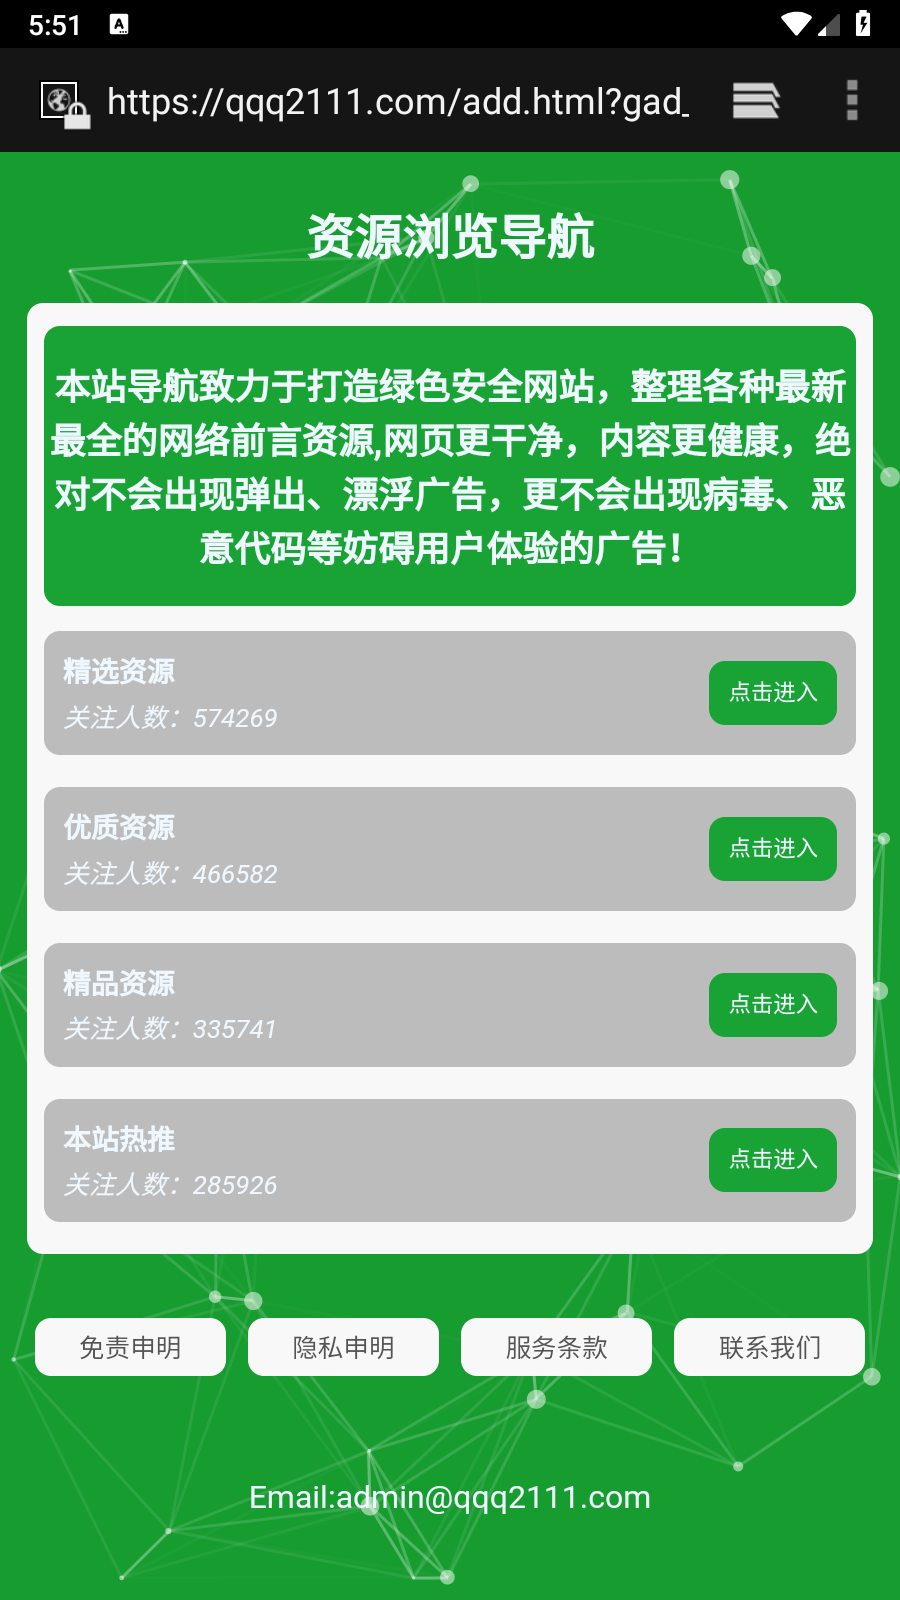 5:51
https://qqq2111.com/add.html?gad_
资源浏览导航
本站导航致力于打造绿色安全网站，整理各种最新
最全的网络前言资源,网页更干净，内容更健康，绝
对不会出现弹出、漂浮广告，更不会出现病毒、恶
意代码等妨碍用户体验的广告！
精选资源
关注人数：574269
点击进入
优质资源
关注人数：466582
点击进入
精品资源
关注人数：335741
点击进入
本站热推
关注人数：285926
点击进入
免责申明
隐私申明
服务条款
联系我们
Email:admin@qqq2111.com